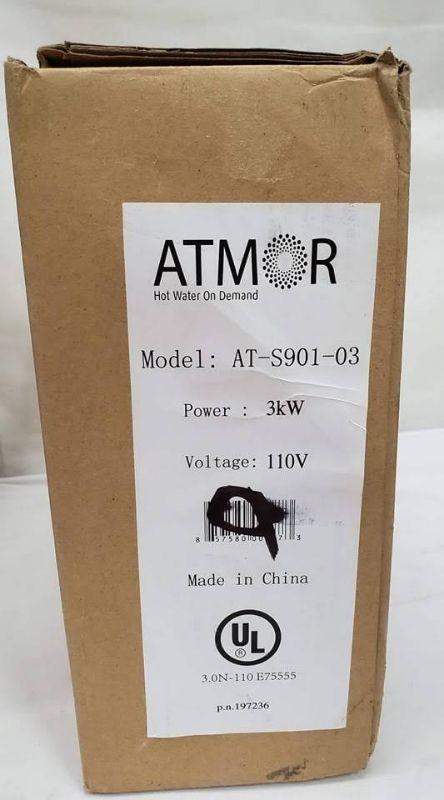 ATMOR
Hot Water On Demand
Model: AT-S901-03
Power : 3kW
Voltage: 110V
Made in China
UL
®
3.0N-110 E75555
p.n.197236